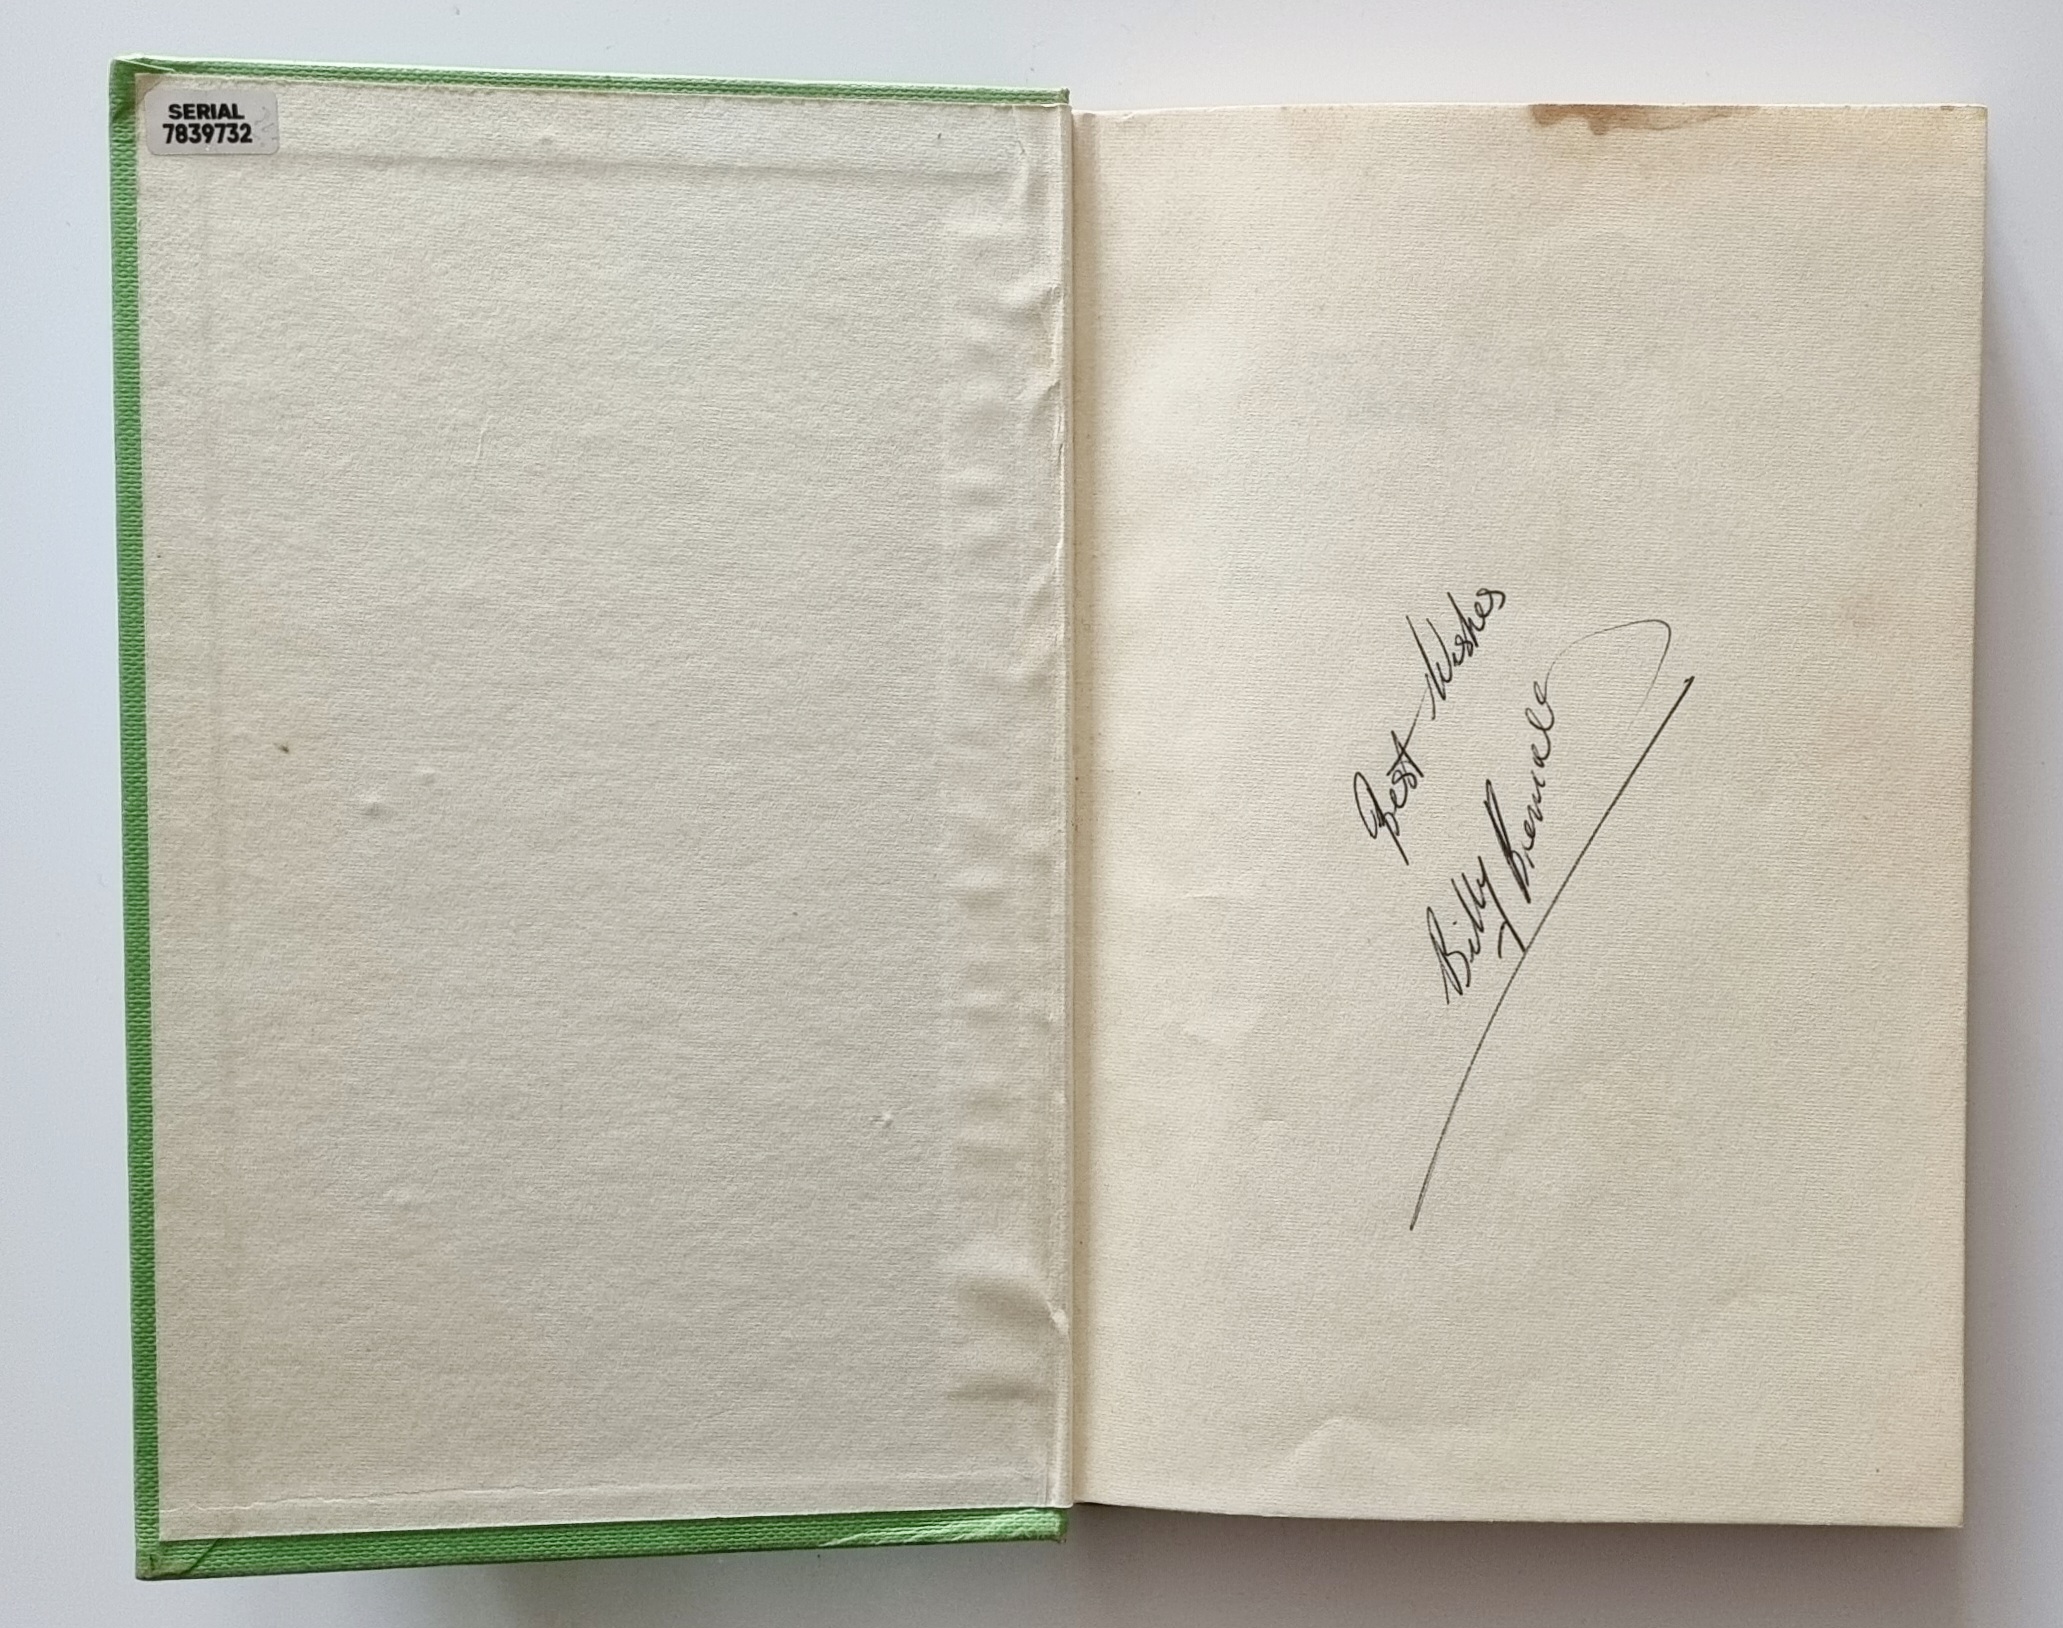 SERIAL
7839732
Best Wishes
Billy Bremner